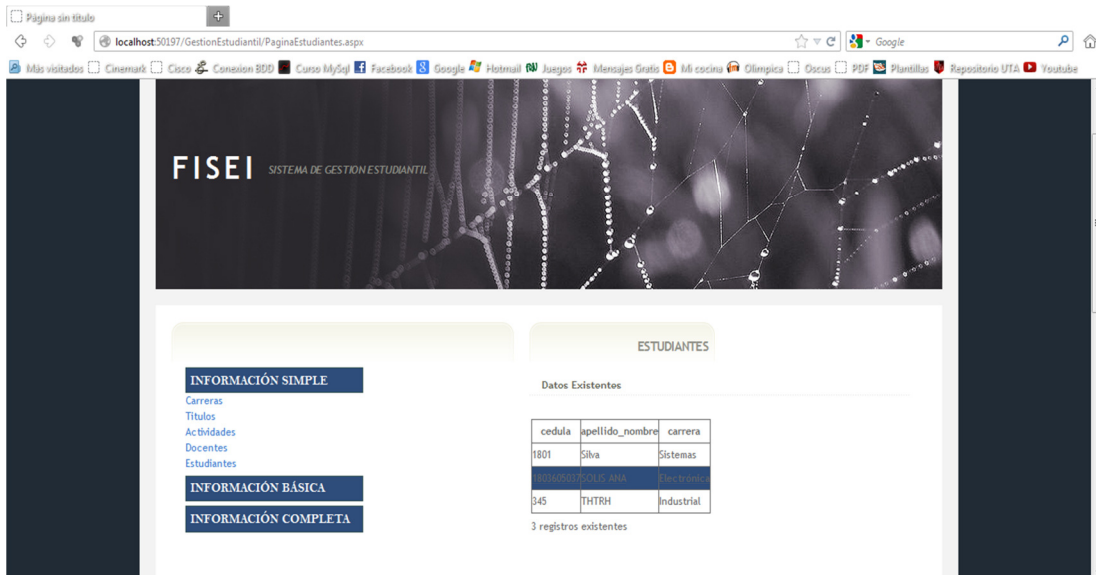 Página sin título
localhost:50197/GestionEstudiantil/PaginaEstudiantes.aspx
Google
Más visitados Cinemark Cisco Conexion BDD Curso MySql Facebook Google Hotmail Juegos Mensajes Gratis Mi cocina Olimpica Oscus PDF Plantillas Repositorio UTA Youtube
FISEI SISTEMA DE GESTION ESTUDIANTIL
ESTUDIANTES
INFORMACIÓN SIMPLE
Carreras
Titulos
Actividades
Docentes
Estudiantes
INFORMACIÓN BÁSICA
INFORMACIÓN COMPLETA
Datos Existentes
cedula apellido_nombre carrera
1801 Silva Sistemas
1803605037 SOLIS ANA Electrónica
345 THTRH Industrial
3 registros existentes